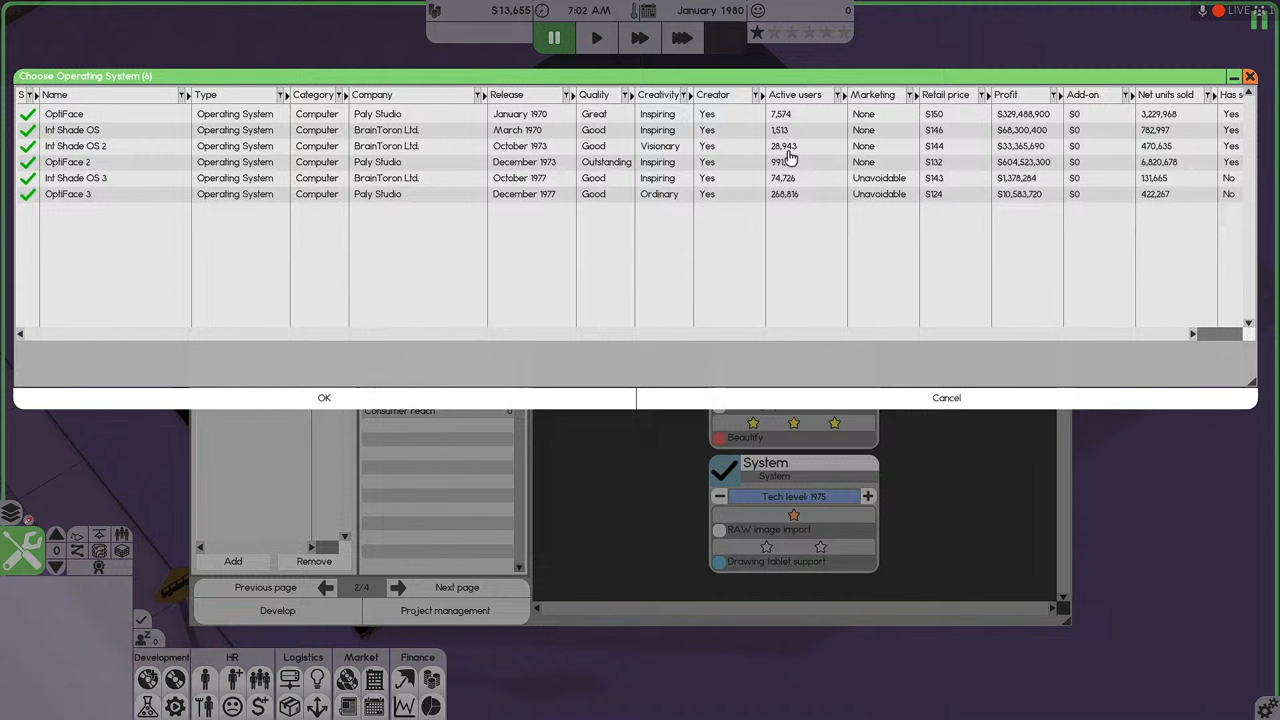 $13,655 7:02 AM January 1980 0
LIVE 1
Choose Operating System (6)
S Name Type Category Company Release Quality Creativity Creator Active users Marketing Retail price Profit Add-on Net units sold Has s
OptiFace Operating System Computer Paly Studio January 1970 Great Inspiring Yes 7,574 None $150 $329,488,900 $0 3,229,968 Yes
Int Shade OS Operating System Computer BrainToron Ltd. March 1970 Good Inspiring Yes 1,513 None $146 $68,300,400 $0 782,997 Yes
Int Shade OS 2 Operating System Computer BrainToron Ltd. October 1973 Good Visionary Yes 28,943 None $144 $33,365,690 $0 470,635 Yes
OptiFace 2 Operating System Computer Paly Studio December 1973 Outstanding Inspiring Yes None $132 $604,523,300 $0 6,820,678 Yes
Int Shade OS 3 Operating System Computer BrainToron Ltd. October 1977 Good Inspiring Yes 74,726 Unavoidable $143 $1,378,284 $0 131,665 No
OptiFace 3 Operating System Computer Paly Studio December 1977 Good Ordinary Yes 268,816 Unavoidable $124 $10,583,720 $0 422,267 No
OK Cancel
Consumer reach 0
Beautify
System
System
Tech level: 1975
RAW image import
Drawing tablet support
Add Remove
Previous page 2/4 Next page
Develop Project management
0
0
Development HR Logistics Market Finance